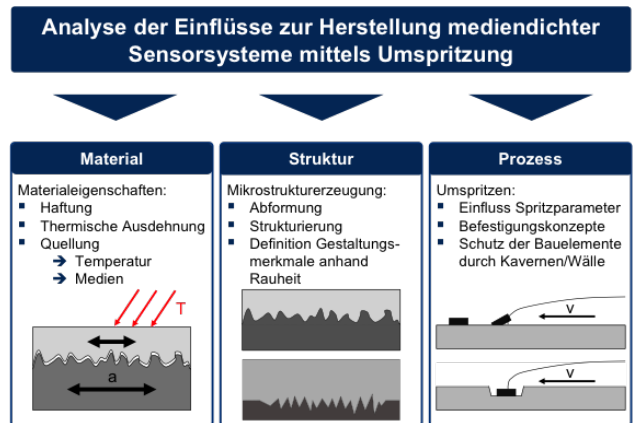 Analyse der Einflüsse zur Herstellung mediendichter
Sensorsysteme mittels Umspritzung
Material
Materialeigenschaften:
▪ Haftung
▪ Thermische Ausdehnung
▪ Quellung
➔ Temperatur
➔ Medien
T
a
Struktur
Mikrostrukturerzeugung:
▪ Abformung
▪ Strukturierung
▪ Definition Gestaltungs-
merkmale anhand
Rauheit
Prozess
Umspritzen:
▪ Einfluss Spritzparameter
▪ Befestigungskonzepte
▪ Schutz der Bauelemente
durch Kavernen/Wälle
v
v